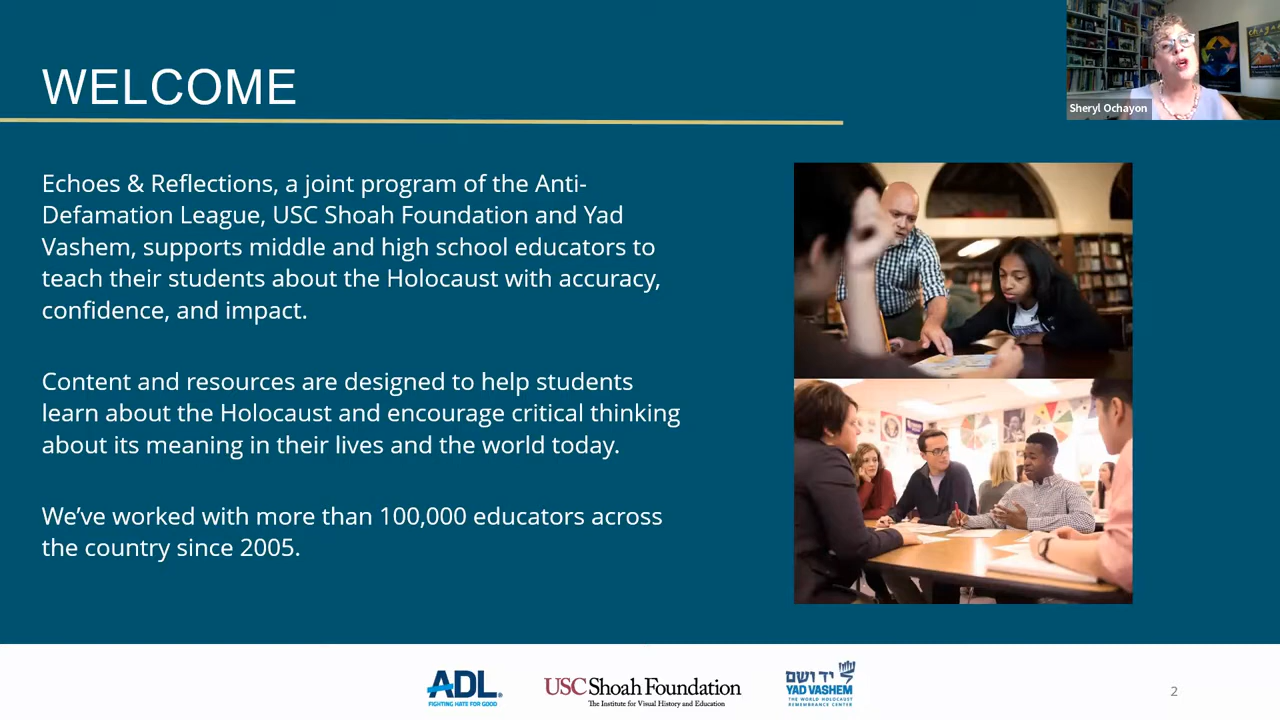 WELCOME
Sheryl Ochayon
Echoes & Reflections, a joint program of the Anti-
Defamation League, USC Shoah Foundation and Yad
Vashem, supports middle and high school educators to
teach their students about the Holocaust with accuracy,
confidence, and impact.
Content and resources are designed to help students
learn about the Holocaust and encourage critical thinking
about its meaning in their lives and the world today.
We’ve worked with more than 100,000 educators across
the country since 2005.
ADL®
FIGHTING HATE FOR GOOD
USC Shoah Foundation
The Institute for Visual History and Education
יד ושם
YAD VASHEM
THE WORLD HOLOCAUST
REMEMBRANCE CENTER
2